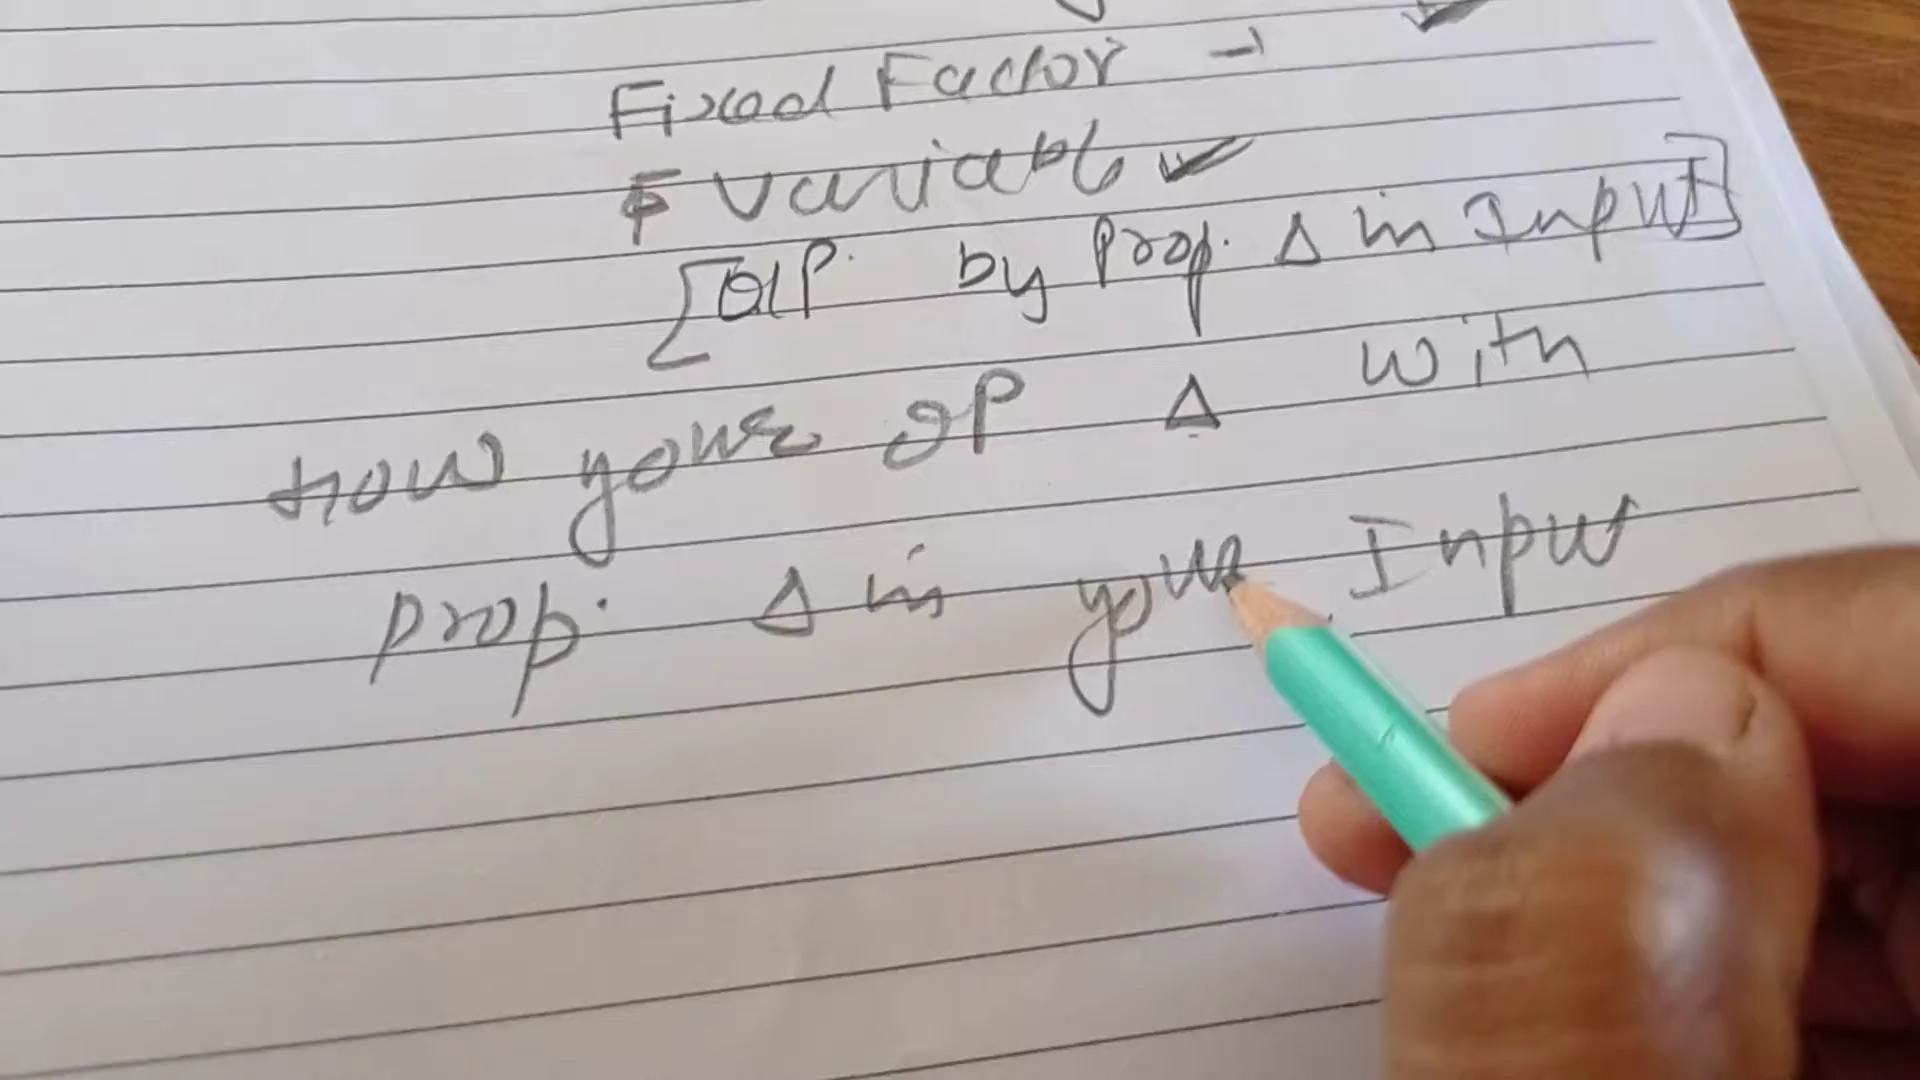 Fixed Factor →
F variable ✓
[O/P. by Prop. Δ in Input]
how your OP Δ with
prop. Δ in your Input